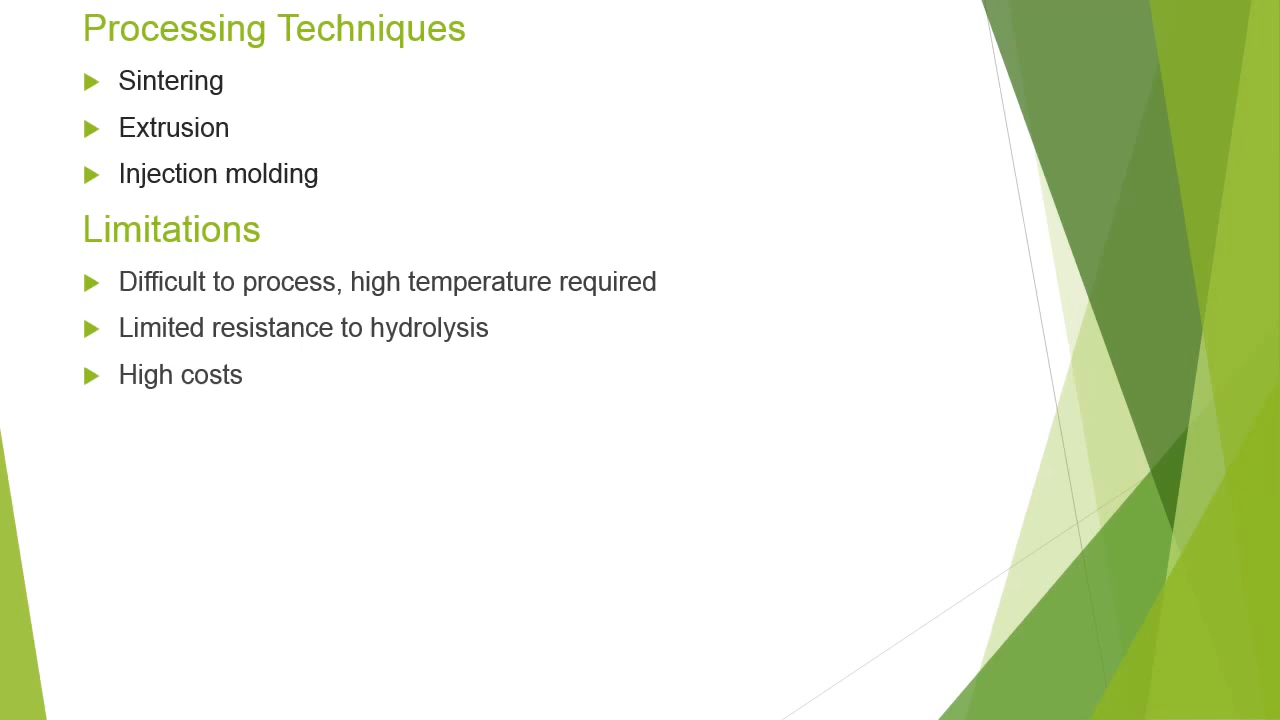 Processing Techniques
Sintering
Extrusion
Injection molding
Limitations
Difficult to process, high temperature required
Limited resistance to hydrolysis
High costs